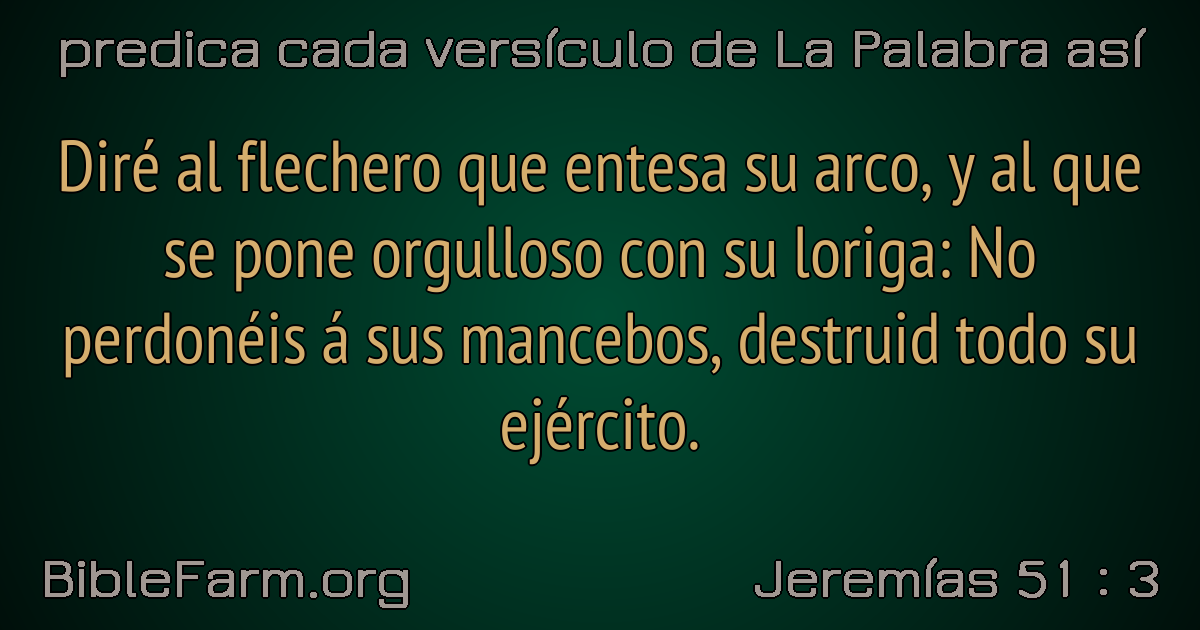 predica cada versículo de La Palabra así
Diré al flechero que entesa su arco, y al que
se pone orgulloso con su loriga: No
perdonéis á sus mancebos, destruid todo su
ejército.
BibleFarm.org
Jeremías 51 : 3